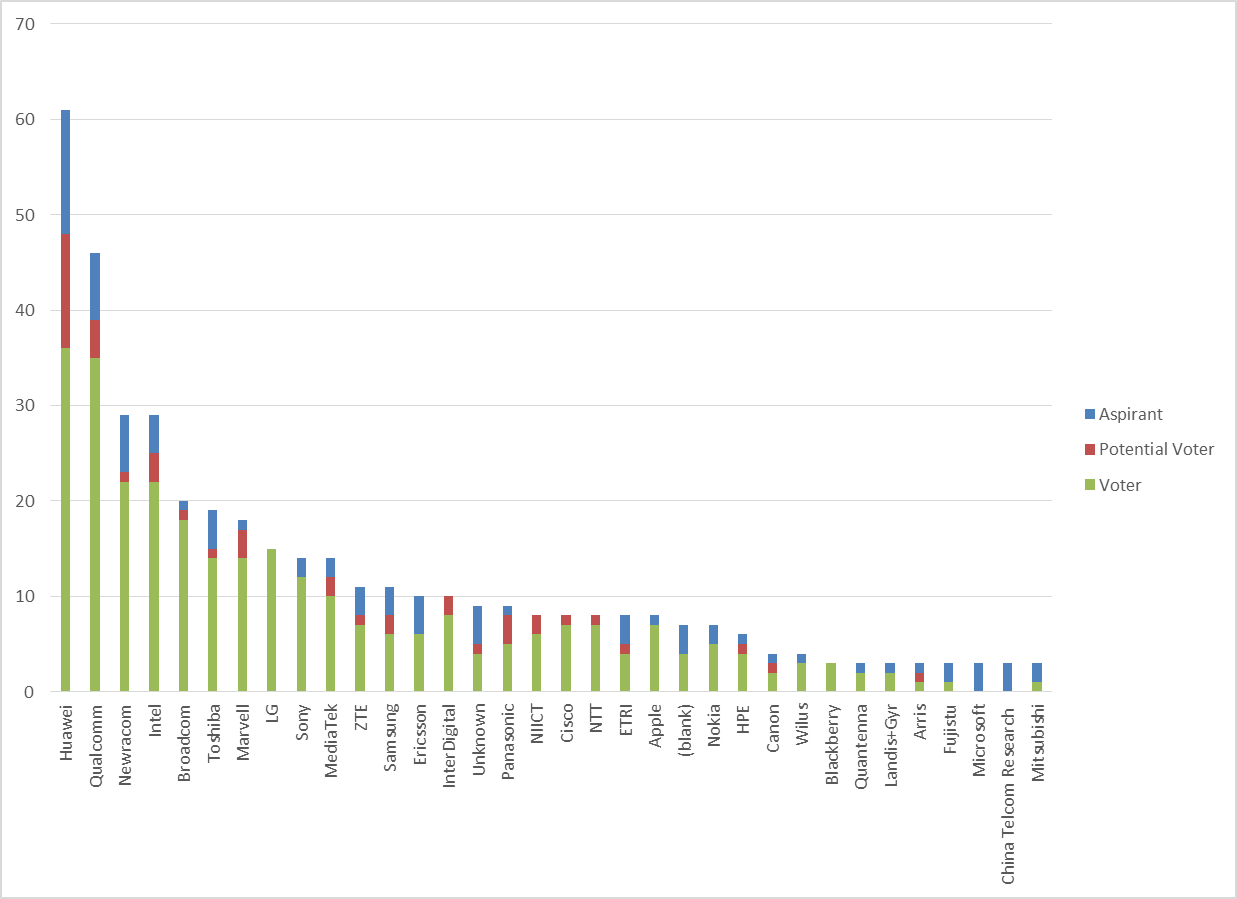 70
60
50
40
30
20
10
0
Huawei
Qualcomm
Newracom
Intel
Broadcom
Toshiba
Marvell
LG
Sony
MediaTek
ZTE
Samsung
Ericsson
InterDigital
Unknown
Panasonic
NICT
Cisco
NTT
ETRI
Apple
(blank)
Nokia
HPE
Canon
Wilus
Blackberry
Quantenna
Landis+Gyr
Arris
Fujistu
Microsoft
China Telcom Research
Mitsubishi
Aspirant
Potential Voter
Voter